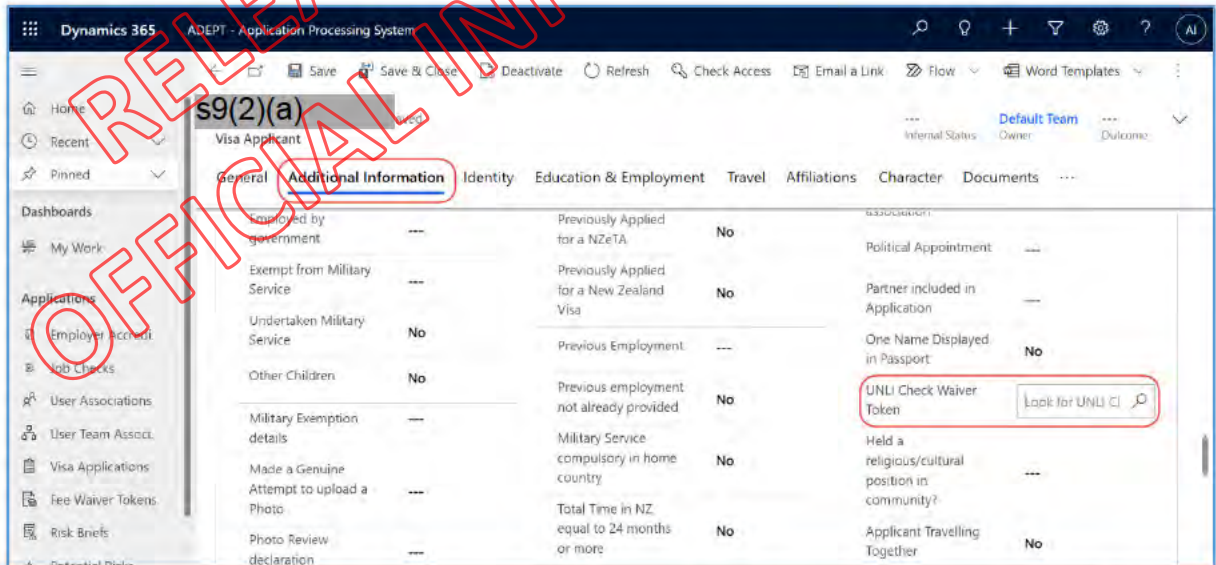 Dynamics 365
ADEPT - Application Processing System
AI
Save
Save & Close
Deactivate
Refresh
Check Access
Email a Link
Flow
Word Templates
Home
Recent
Pinned
Dashboards
My Work
Applications
Employer Accredi.
Job Checks
User Associations
User Team Associ.
Visa Applications
Fee Waiver Tokens
Risk Briefs
s9(2)(a)
Visa Applicant
---
Internal Status
Default Team
Owner
---
Outcome
General
Additional Information
Identity
Education & Employment
Travel
Affiliations
Character
Documents
...
Employed by
government
---
Exempt from Military
Service
---
Undertaken Military
Service
No
Other Children
No
Military Exemption
details
---
Made a Genuine
Attempt to upload a
Photo
---
Photo Review
declaration
---
Previously Applied
for a NZeTA
No
Previously Applied
for a New Zealand
Visa
No
Previous Employment
---
Previous employment
not already provided
No
Military Service
compulsory in home
country
No
Total Time in NZ
equal to 24 months
or more
No
association
Political Appointment
---
Partner included in
Application
---
One Name Displayed
in Passport
No
UNLI Check Waiver
Token
Look for UNLI Cl
Held a
religious/cultural
position in
community?
---
Applicant Travelling
Together
No
OFFICIAL